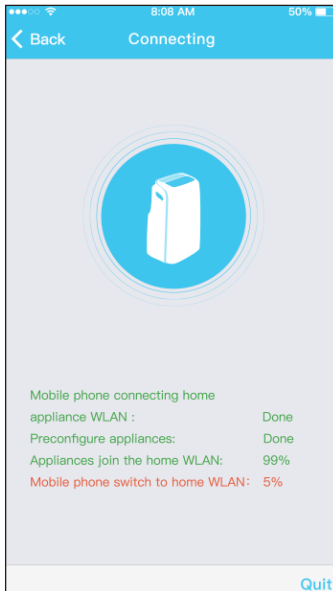 8:08 AM 50%
Back Connecting
Mobile phone connecting home
appliance WLAN : Done
Preconfigure appliances: Done
Appliances join the home WLAN: 99%
Mobile phone switch to home WLAN: 5%
Quit